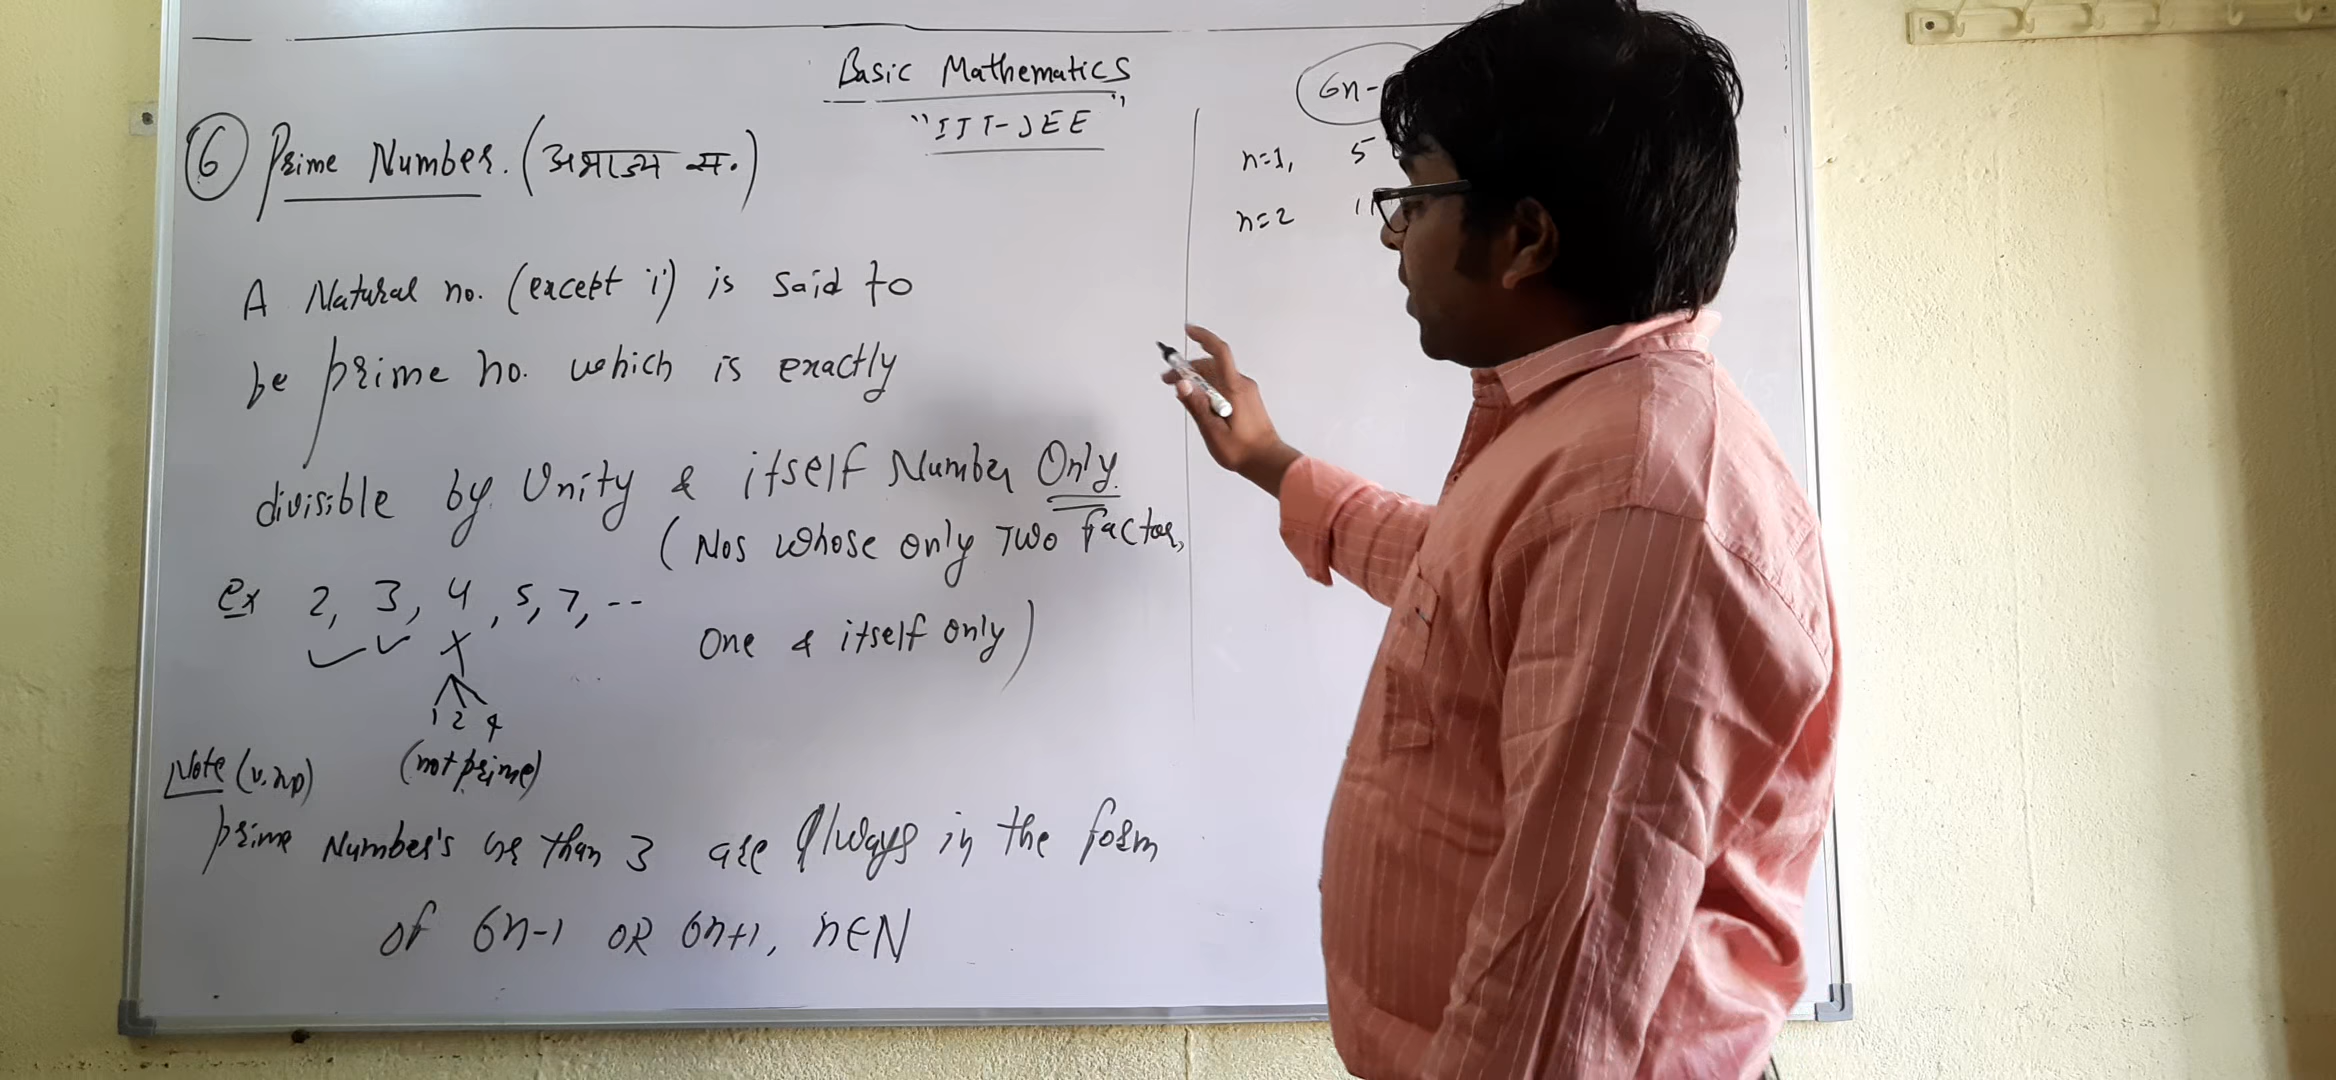 Basic Mathematics
"IIT-JEE"
6 Prime Number. (अभाज्य स.)
A Natural no. (except 1) is said to
be prime no. which is exactly
divisible by Unity & itself Number Only.
(Nos whose only Two factor,
One & itself only)
ex 2, 3, 4, 5, 7, --
1 2 4
(not prime)
Note (v.imp)
prime Number's than 3 are Always in the form
of 6n-1 OR 6n+1, n∈N
6n-
n=1, 5
n=2 11